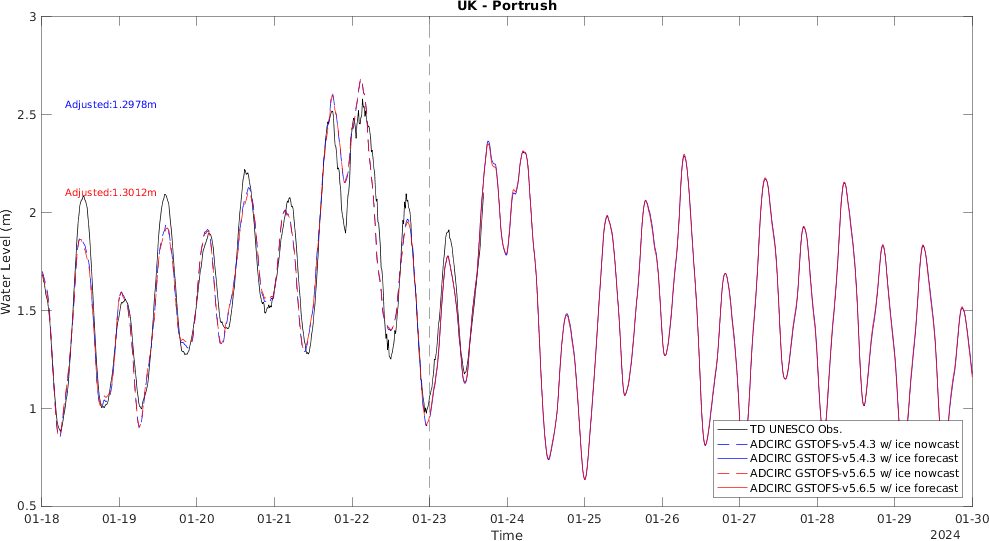 UK - Portrush
3
2.5
2
1.5
1
0.5
Water Level (m)
Adjusted:1.2978m
Adjusted:1.3012m
TD UNESCO Obs.
ADCIRC GSTOFS-v5.4.3 w/ ice nowcast
ADCIRC GSTOFS-v5.4.3 w/ ice forecast
ADCIRC GSTOFS-v5.6.5 w/ ice nowcast
ADCIRC GSTOFS-v5.6.5 w/ ice forecast
01-18 01-19 01-20 01-21 01-22 01-23 01-24 01-25 01-26 01-27 01-28 01-29 01-30
Time
2024